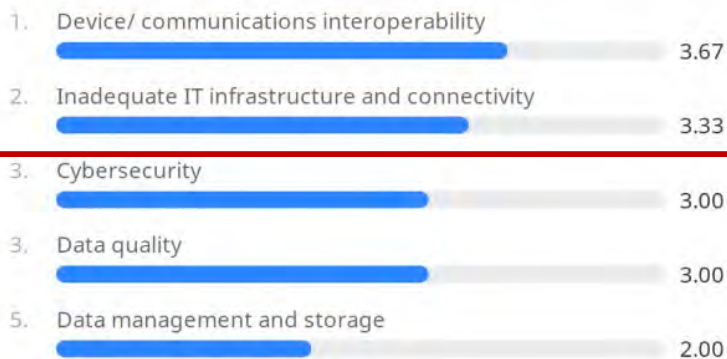 1. Device/ communications interoperability
3.67
2. Inadequate IT infrastructure and connectivity
3.33
3. Cybersecurity
3.00
3. Data quality
3.00
5. Data management and storage
2.00